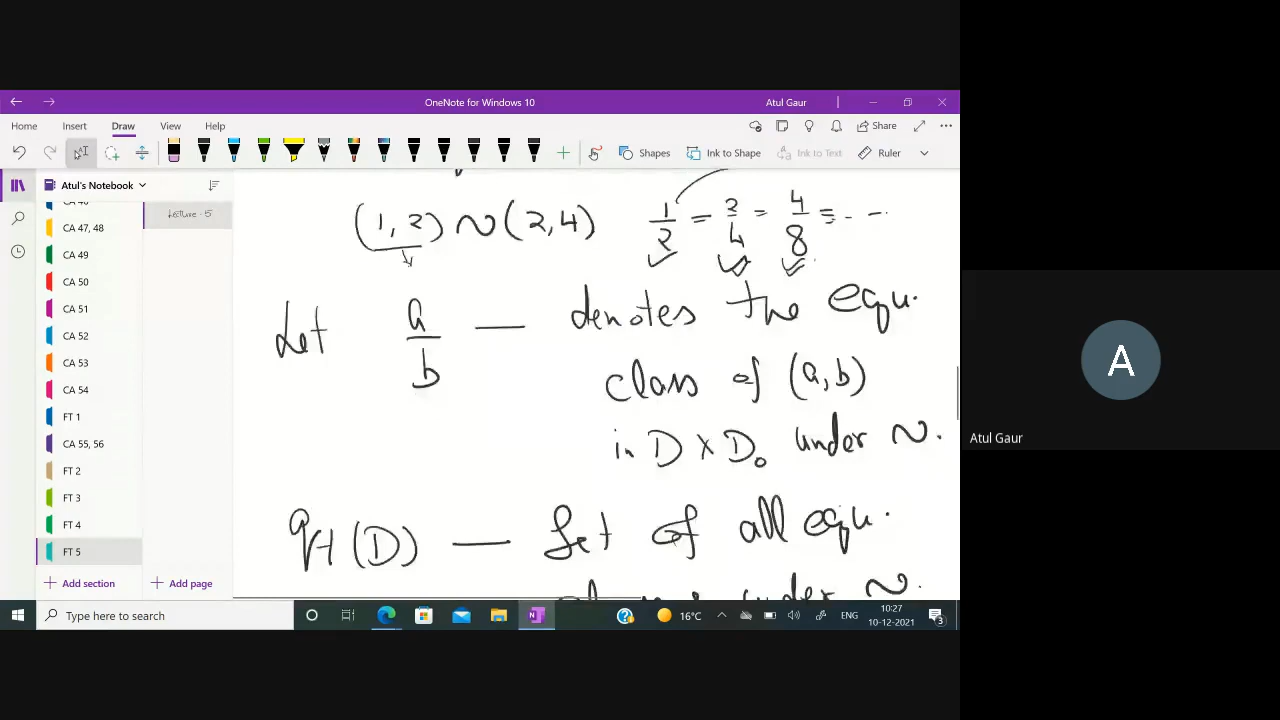 OneNote for Windows 10
Atul Gaur
Home Insert Draw View Help
Share
Shapes
Ink to Shape
Ink to Text
Ruler
Atul's Notebook
Lecture - 5
CA 47, 48
CA 49
CA 50
CA 51
CA 52
CA 53
CA 54
FT 1
CA 55, 56
FT 2
FT 3
FT 4
FT 5
Add section
Add page
(1, 2) ~ (2, 4) 1/2 = 2/4 = 4/8 = - - -
Let a/b — denotes the equ.
class of (a, b)
in D × D₀ under ~.
qf(D) — Set of all equ.
under ~.
A
Atul Gaur
Type here to search
16°C
ENG
10:27
10-12-2021
3